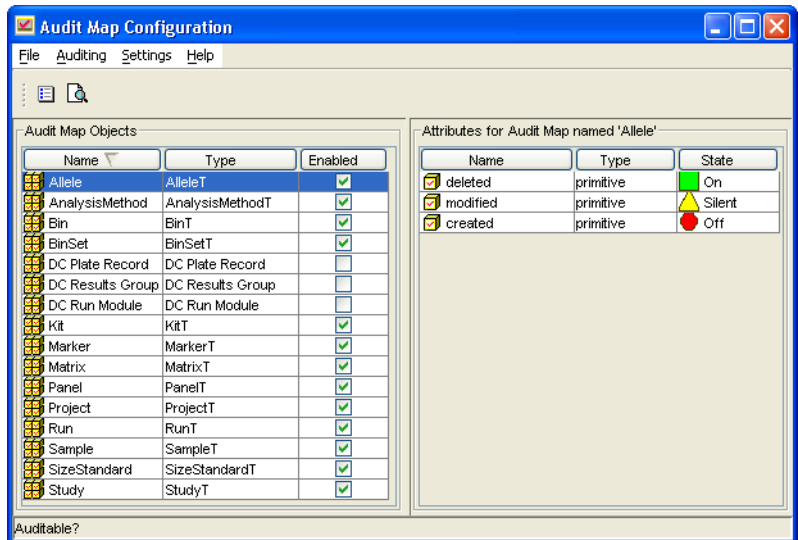 Audit Map Configuration
File Auditing Settings Help
Audit Map Objects
Name Type Enabled
Allele AlleleT
AnalysisMethod AnalysisMethodT
Bin BinT
BinSet BinSetT
DC Plate Record DC Plate Record
DC Results Group DC Results Group
DC Run Module DC Run Module
Kit KitT
Marker MarkerT
Matrix MatrixT
Panel PanelT
Project ProjectT
Run RunT
Sample SampleT
SizeStandard SizeStandardT
Study StudyT
Attributes for Audit Map named 'Allele'
Name Type State
deleted primitive On
modified primitive Silent
created primitive Off
Auditable?